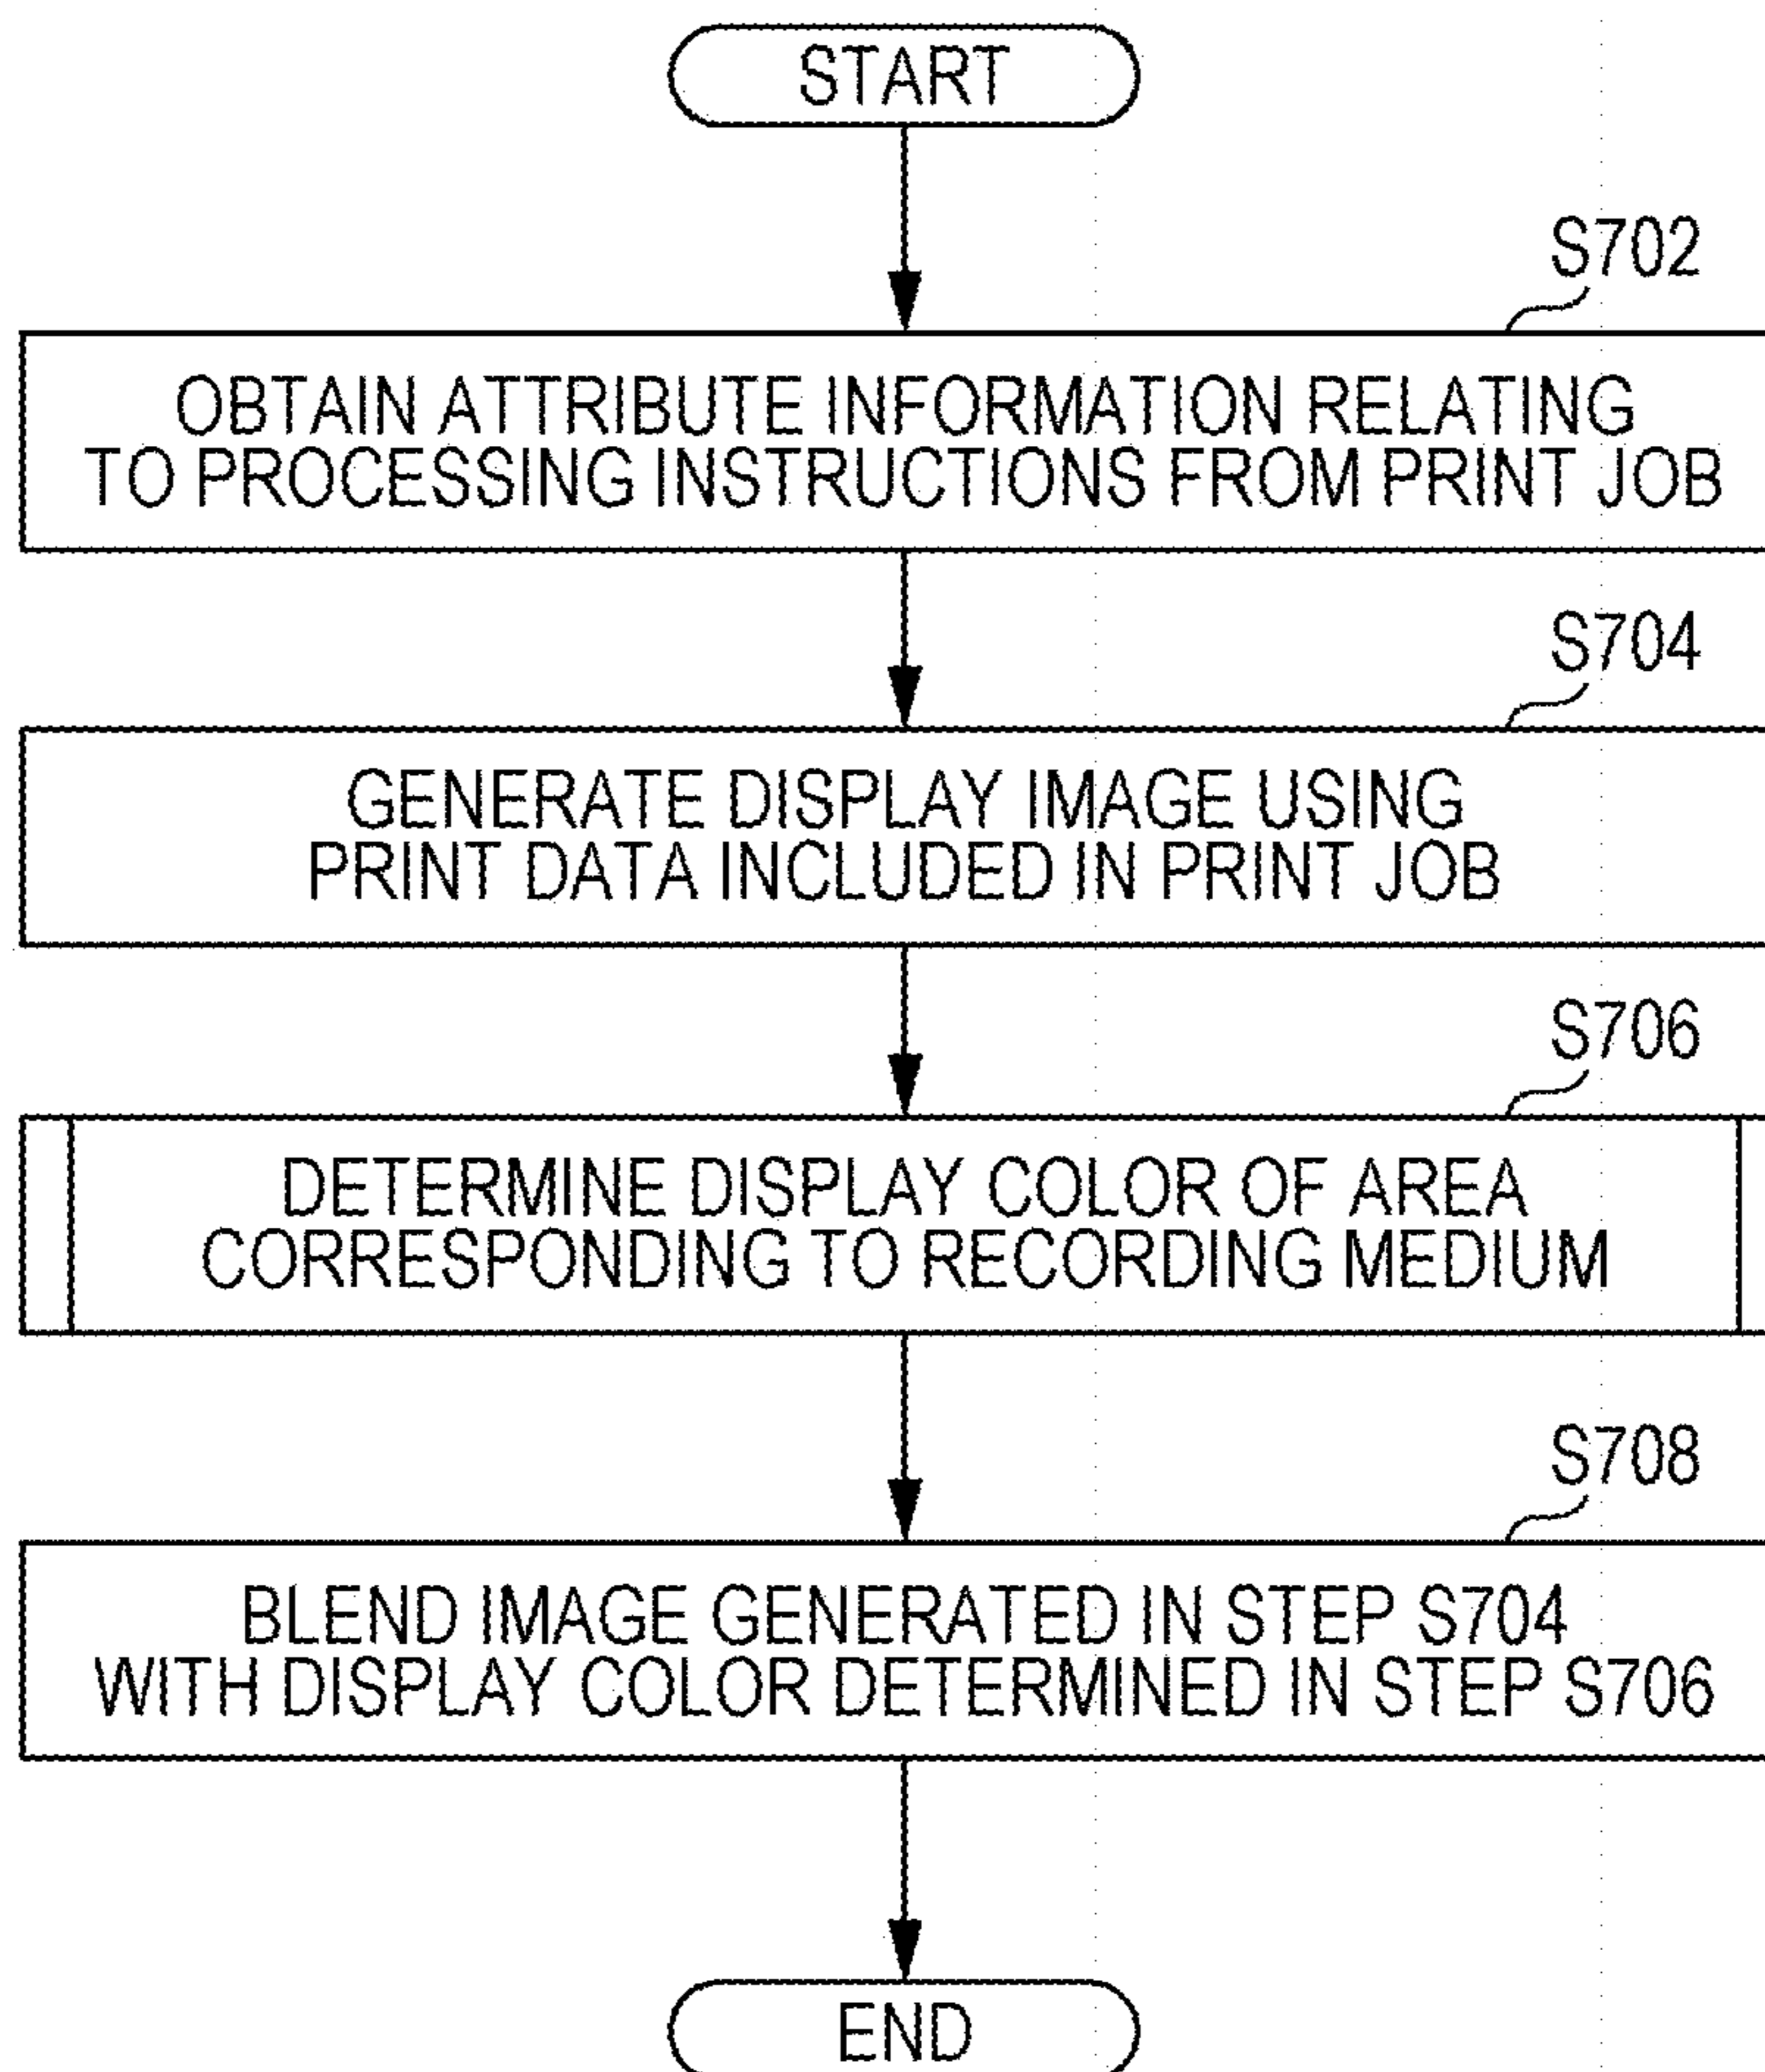 START
S702
OBTAIN ATTRIBUTE INFORMATION RELATING
TO PROCESSING INSTRUCTIONS FROM PRINT JOB
S704
GENERATE DISPLAY IMAGE USING
PRINT DATA INCLUDED IN PRINT JOB
S706
DETERMINE DISPLAY COLOR OF AREA
CORRESPONDING TO RECORDING MEDIUM
S708
BLEND IMAGE GENERATED IN STEP S704
WITH DISPLAY COLOR DETERMINED IN STEP S706
END